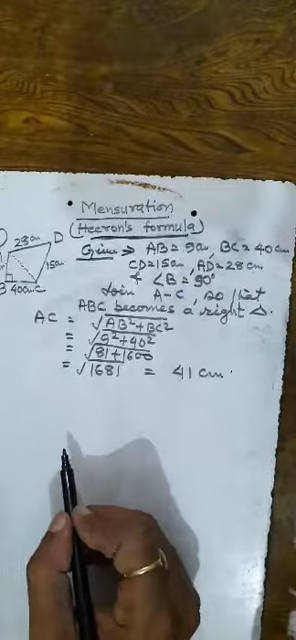 Mensuration
(Heeron's formula)
28cm D
Given → AB = 9cm, BC = 40cm
15cm
CD = 15cm, AD = 28cm
& ∠B = 90°
B 40cm C
Join A-C, so that
ABC becomes a right △.
AC = √AB²+BC²
= √9²+40²
= √81+1600
= √1681 = 41 cm.